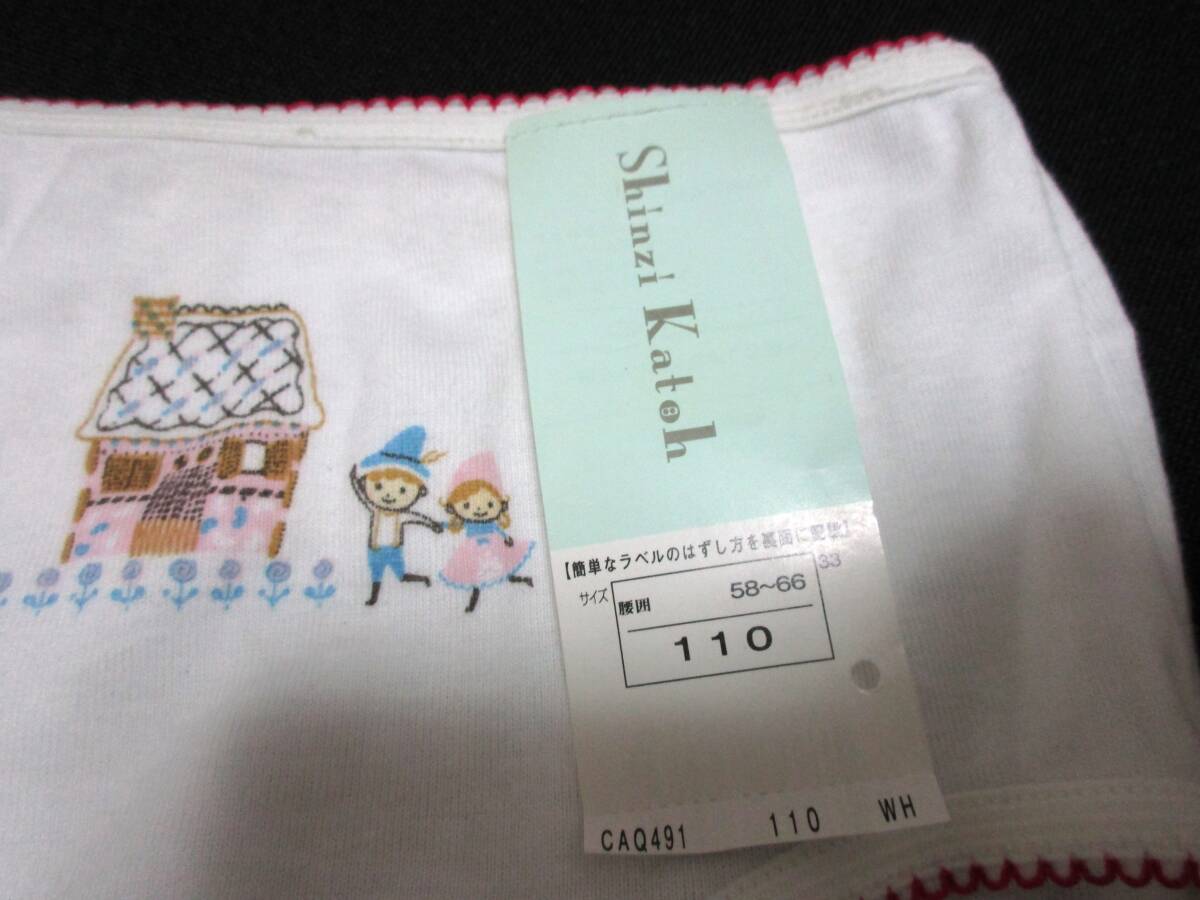 Shinzi Katoh
【簡単なラベルのはずし方を裏面に記載】
33
サイズ
腰囲 58~66
110
CAQ491 110 WH